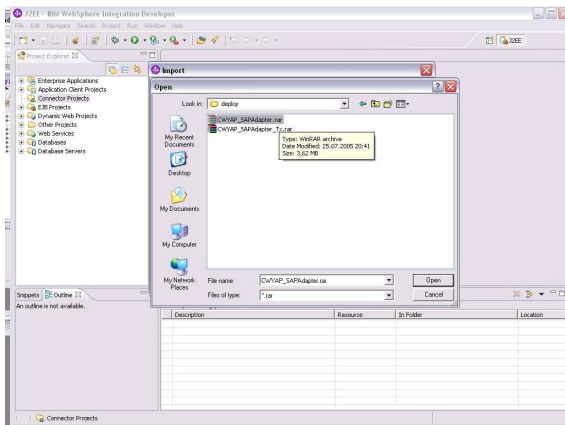 J2EE - IBM WebSphere Integration Developer
File Edit Navigate Search Project Run Window Help
J2EE
Project Explorer
Enterprise Applications
Application Client Projects
Connector Projects
EJB Projects
Dynamic Web Projects
Other Projects
Web Services
Databases
Database Servers
Import
Open
Look in: deploy
CWYAP_SAPAdapter.rar
CWYAP_SAPAdapter_Tx.rar
Type: WinRAR archive
Date Modified: 25.07.2005 20:41
Size: 3,62 MB
My Recent
Documents
Desktop
My Documents
My Computer
My Network
Places
File name: CWYAP_SAPAdapter.rar Open
Files of type: *.rar Cancel
Snippets Outline
An outline is not available.
Description Resource In Folder Location
Connector Projects